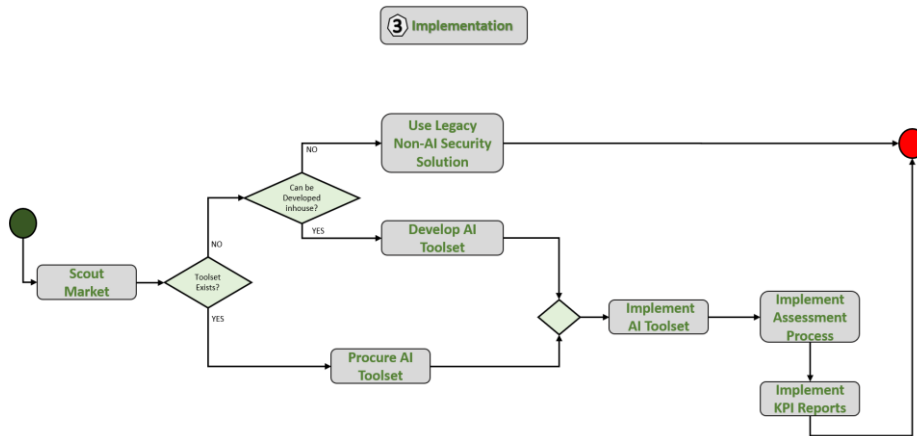 3 Implementation
Use Legacy
Non-AI Security
Solution
NO
Can be
Developed
inhouse?
YES
Develop AI
Toolset
NO
Scout
Market
Toolset
Exists?
YES
Implement
AI Toolset
Implement
Assessment
Process
Procure AI
Toolset
Implement
KPI Reports